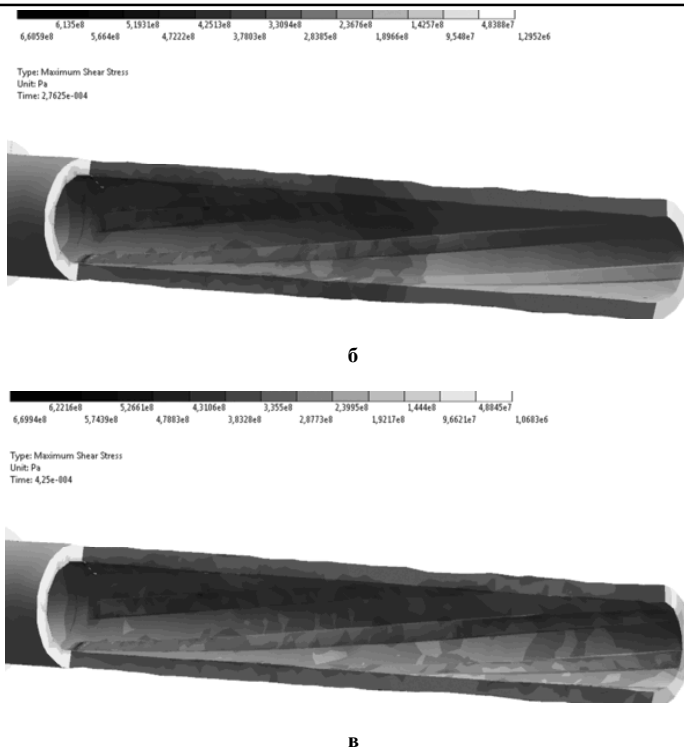 6,135e8 5,1931e8 4,2513e8 3,3094e8 2,3676e8 1,4257e8 4,8388e7
6,6059e8 5,664e8 4,7222e8 3,7803e8 2,8385e8 1,8966e8 9,548e7 1,2952e6
Type: Maximum Shear Stress
Unit: Pa
Time: 2,7625e-004
б
6,2216e8 5,2661e8 4,3106e8 3,355e8 2,3995e8 1,444e8 4,8845e7
6,6994e8 5,7439e8 4,7883e8 3,8328e8 2,8773e8 1,9217e8 9,6621e7 1,0683e6
Type: Maximum Shear Stress
Unit: Pa
Time: 4,25e-004
в